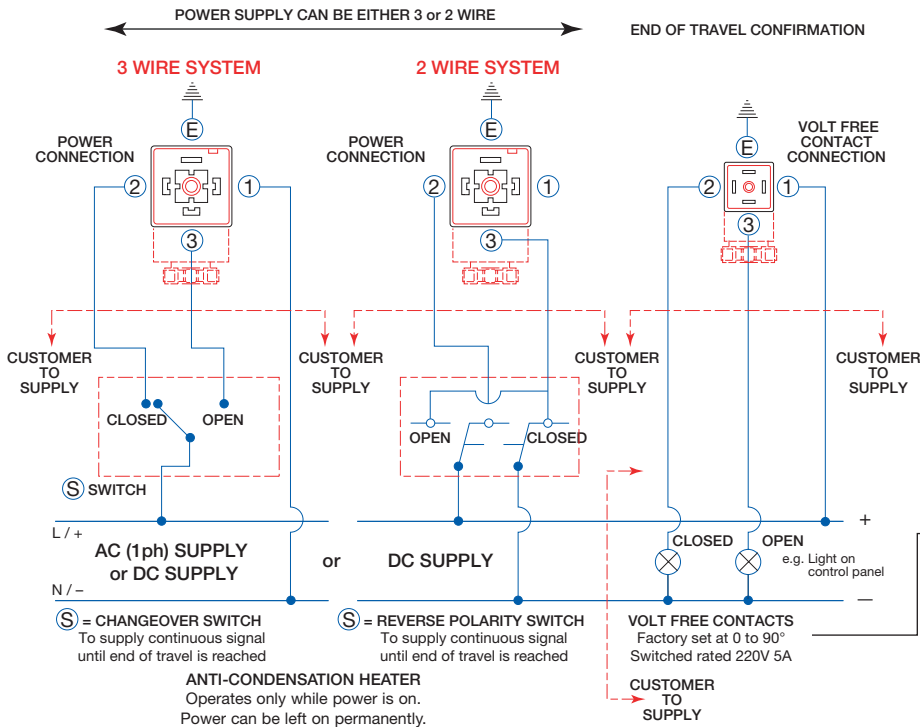 POWER SUPPLY CAN BE EITHER 3 or 2 WIRE
END OF TRAVEL CONFIRMATION
3 WIRE SYSTEM
2 WIRE SYSTEM
E
E
E
POWER
CONNECTION
POWER
CONNECTION
VOLT FREE
CONTACT
CONNECTION
2
1
3
2
1
3
2
1
3
CUSTOMER
TO
SUPPLY
CUSTOMER
TO
SUPPLY
CUSTOMER
TO
SUPPLY
CUSTOMER
TO
SUPPLY
CLOSED
OPEN
OPEN
CLOSED
S SWITCH
L / +
+
AC (1ph) SUPPLY
or DC SUPPLY
or
DC SUPPLY
CLOSED
OPEN
e.g. Light on
control panel
N / –
–
S = CHANGEOVER SWITCH
To supply continuous signal
until end of travel is reached
S = REVERSE POLARITY SWITCH
To supply continuous signal
until end of travel is reached
VOLT FREE CONTACTS
Factory set at 0 to 90°
Switched rated 220V 5A
ANTI-CONDENSATION HEATER
Operates only while power is on.
Power can be left on permanently.
CUSTOMER
TO
SUPPLY